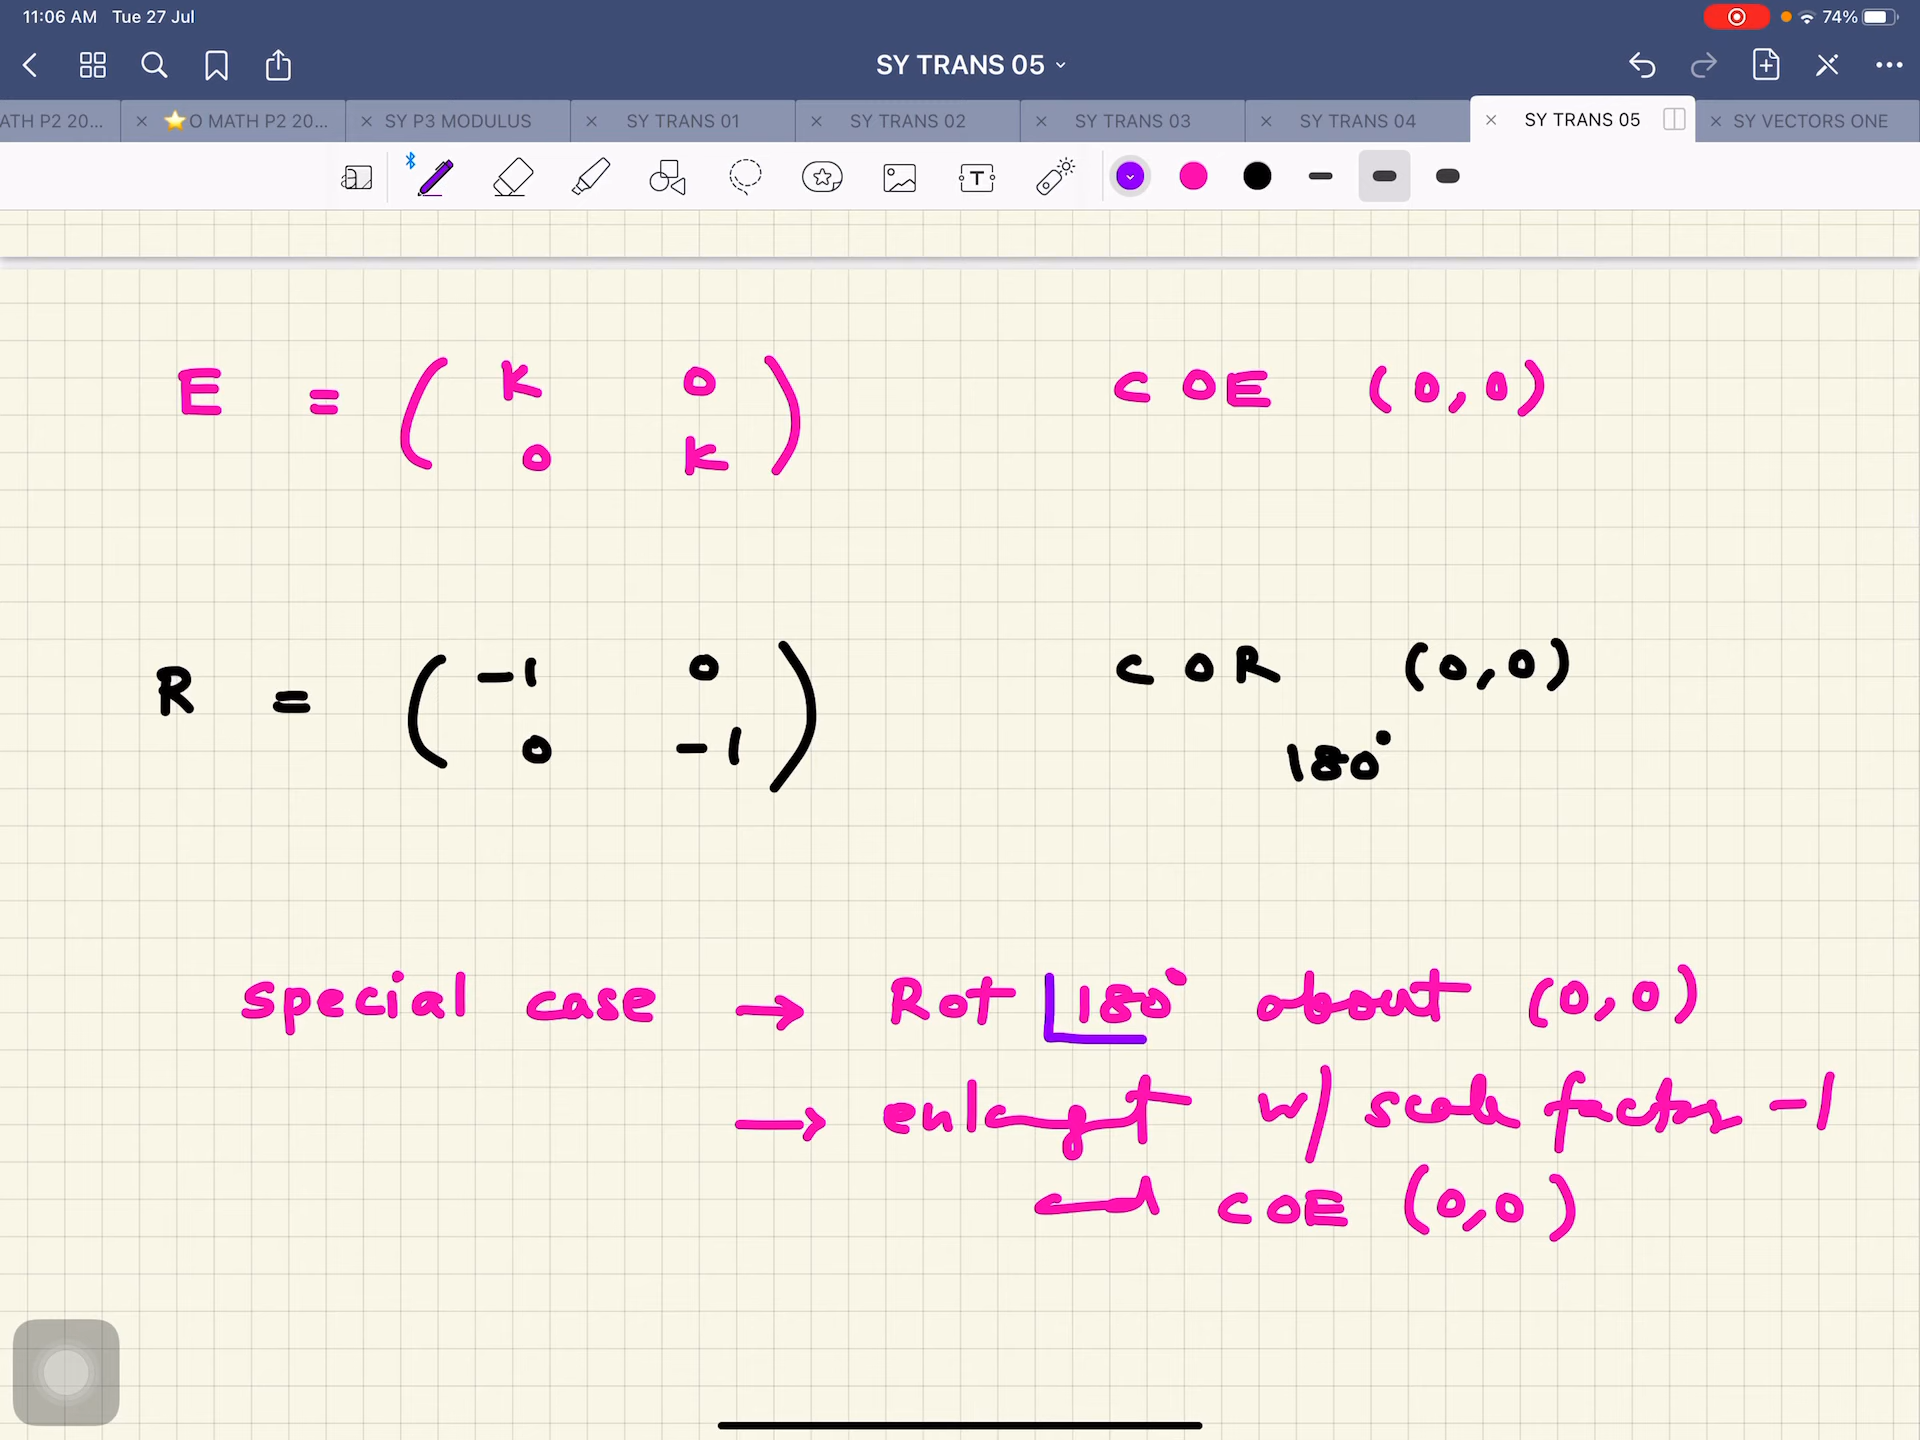 11:06 AM Tue 27 Jul 74%
SY TRANS 05
ATH P2 20... ⭐O MATH P2 20... SY P3 MODULUS SY TRANS 01 SY TRANS 02 SY TRANS 03 SY TRANS 04 SY TRANS 05 SY VECTORS ONE
E = ( K 0 COE (0,0)
0 K )
R = ( -1 0 COR (0,0)
0 -1 ) 180°
special case → Rot 180° about (0,0)
→ enlargt w/ scale factor -1
and COE (0,0)